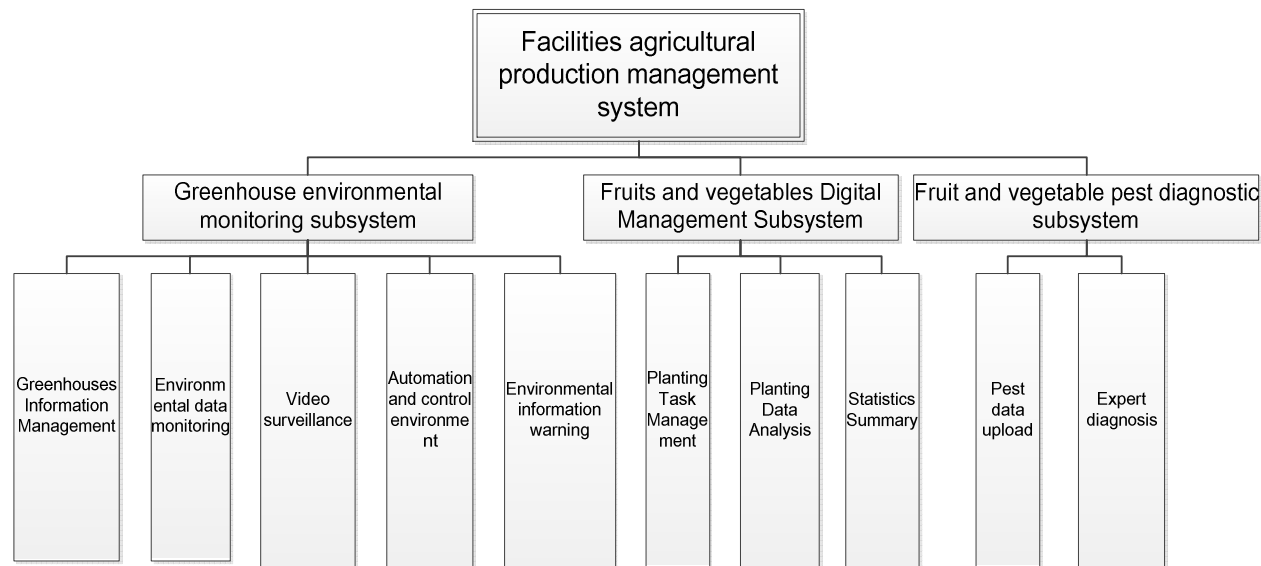 Facilities agricultural
production management
system
Greenhouse environmental
monitoring subsystem
Fruits and vegetables Digital
Management Subsystem
Fruit and vegetable pest diagnostic
subsystem
Greenhouses
Information
Management
Environm
ental data
monitoring
Video
surveillance
Automation
and control
environme
nt
Environmental
information
warning
Planting
Task
Manage
ment
Planting
Data
Analysis
Statistics
Summary
Pest
data
upload
Expert
diagnosis